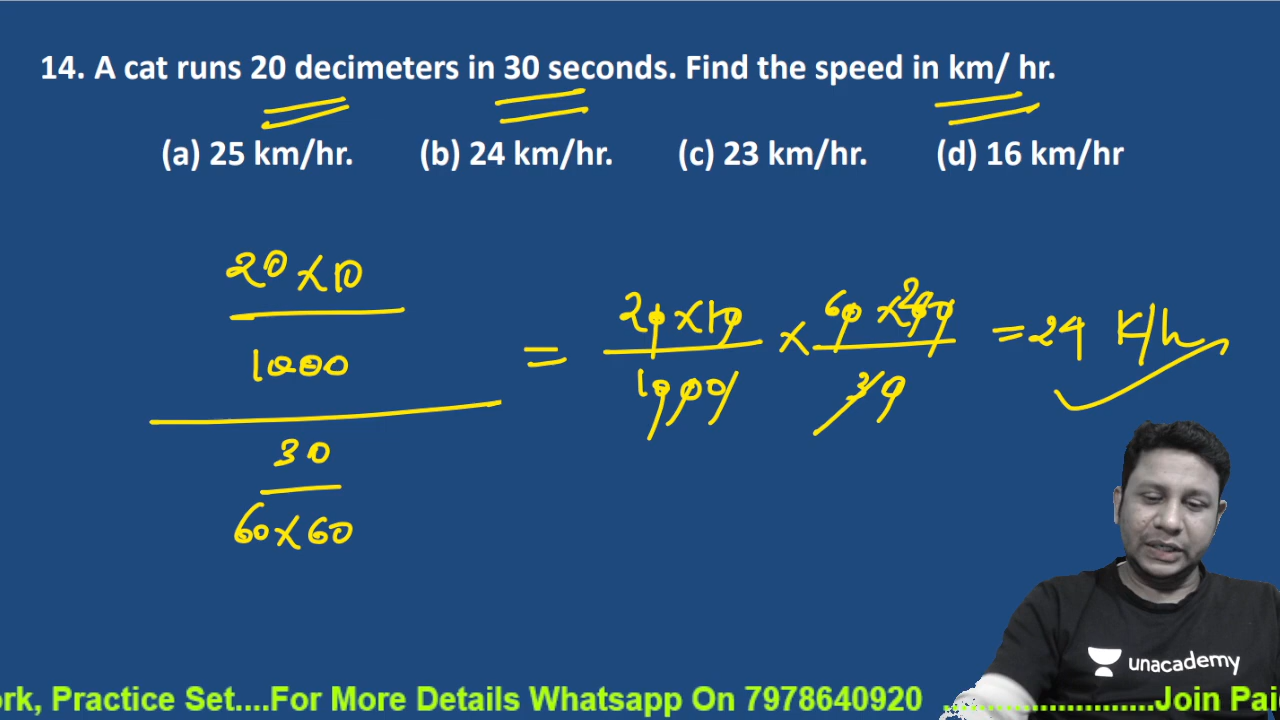 14. A cat runs 20 decimeters in 30 seconds. Find the speed in km/ hr.
(a) 25 km/hr. (b) 24 km/hr. (c) 23 km/hr. (d) 16 km/hr
20 × 10
1000
30
60 × 60
= 20 × 10 / 1000 × 60 × 60 20 / 30 = 24 K/h
unacademy
ork, Practice Set....For More Details Whatsapp On 7978640920 ........................Join Pai